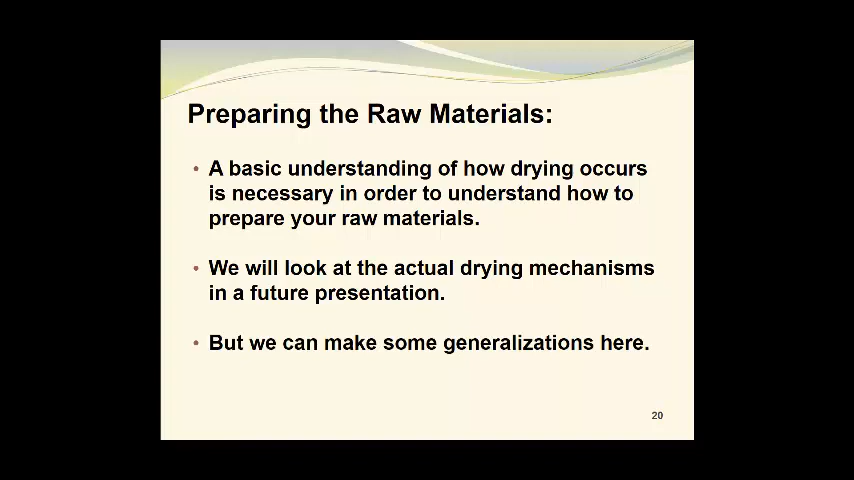 Preparing the Raw Materials:
• A basic understanding of how drying occurs
is necessary in order to understand how to
prepare your raw materials.
• We will look at the actual drying mechanisms
in a future presentation.
• But we can make some generalizations here.
20